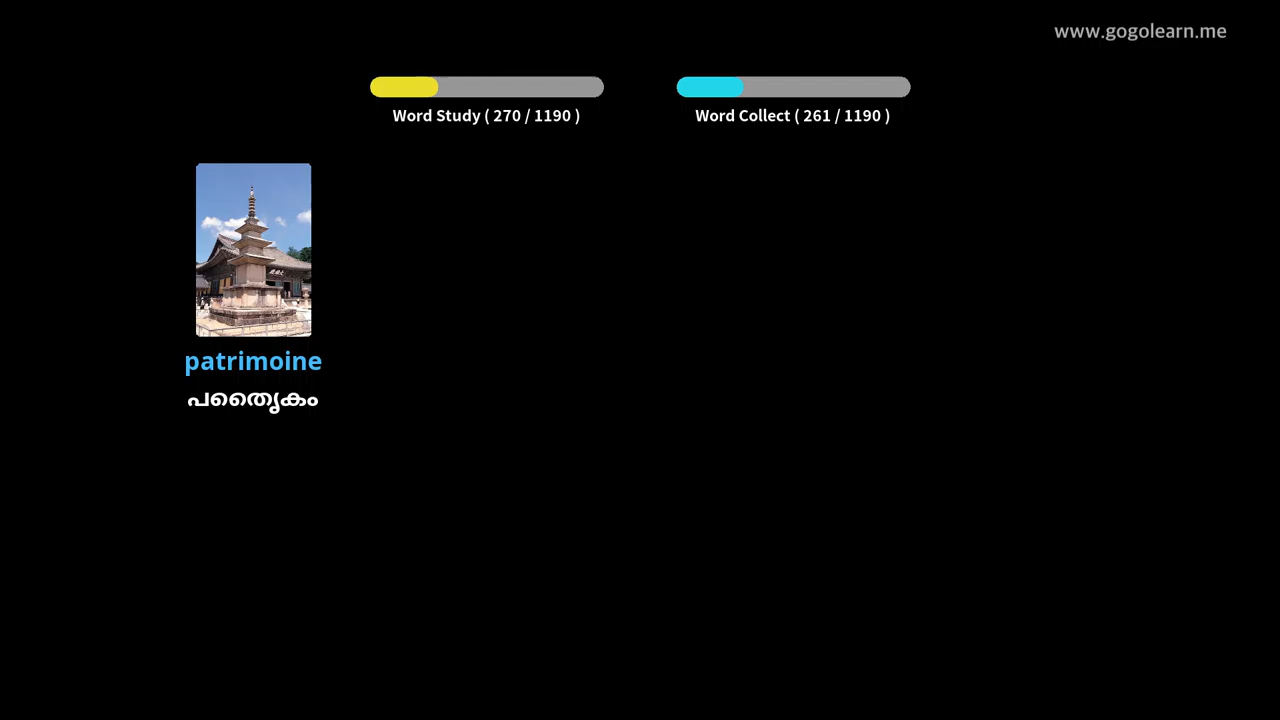 www.gogolearn.me
Word Study ( 270 / 1190 )
Word Collect ( 261 / 1190 )
patrimoine
പൈതൃകം